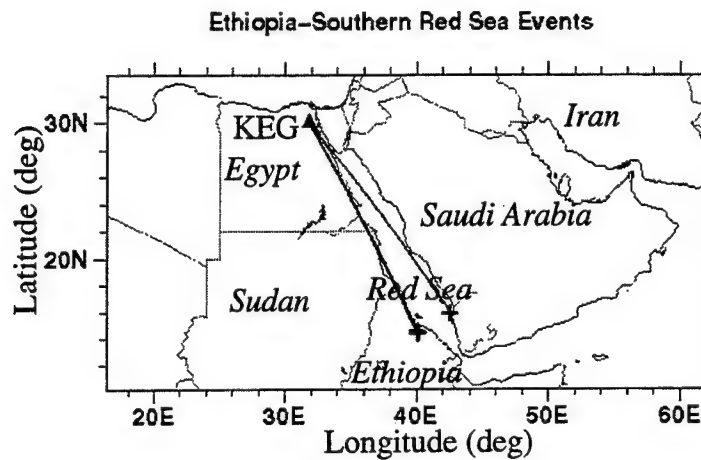 Ethiopia–Southern Red Sea Events
Latitude (deg)
30N
20N
KEG
Iran
Egypt
Saudi Arabia
Red Sea
Sudan
Ethiopia
20E 30E 40E 50E 60E
Longitude (deg)